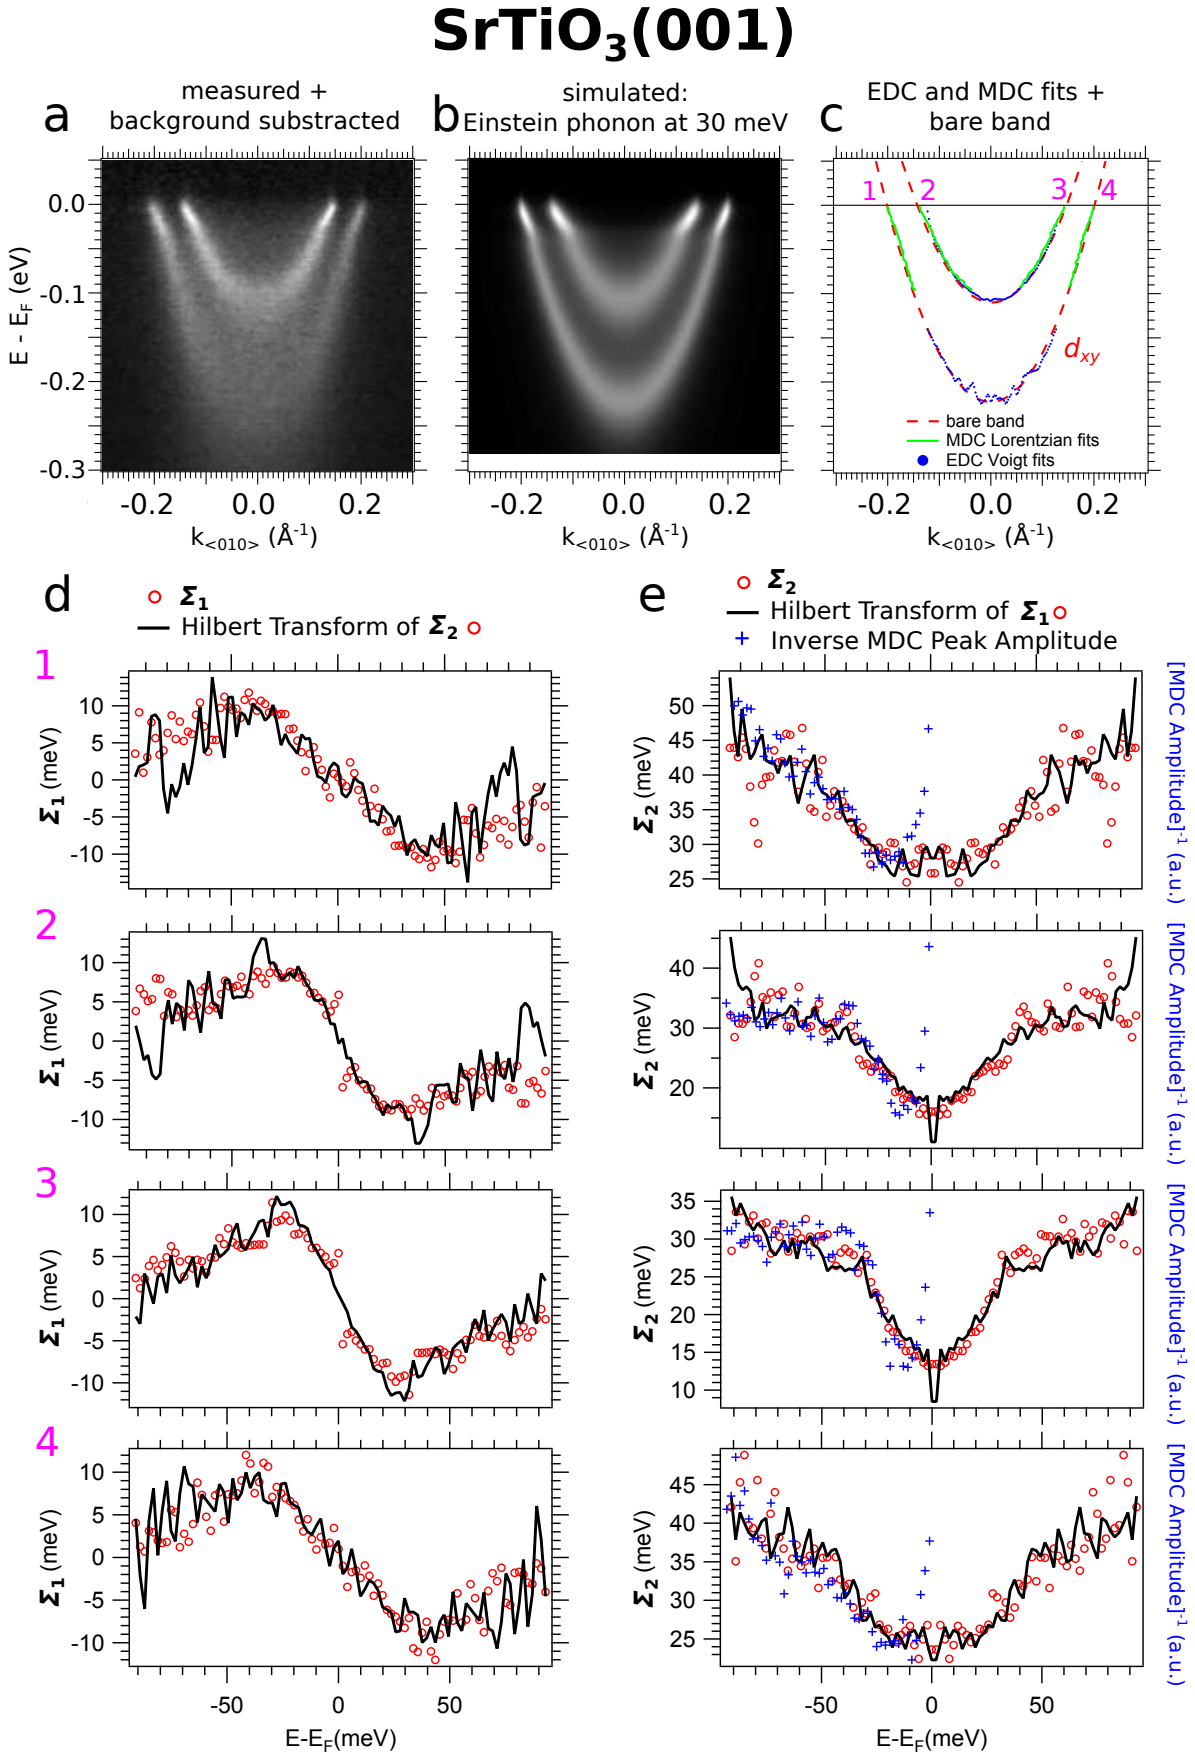 SrTiO₃(001)
a
measured +
background substracted
b
simulated:
Einstein phonon at 30 meV
c
EDC and MDC fits +
bare band
E - E_F (eV)
0.0
-0.1
-0.2
-0.3
1
2
3
4
d_xy
bare band
MDC Lorentzian fits
EDC Voigt fits
-0.2
0.0
0.2
-0.2
0.0
0.2
-0.2
0.0
0.2
k<010> (Å⁻¹)
k<010> (Å⁻¹)
k<010> (Å⁻¹)
d
Σ₁
Hilbert Transform of Σ₂
e
Σ₂
Hilbert Transform of Σ₁
Inverse MDC Peak Amplitude
1
Σ₁ (meV)
10
5
0
-5
-10
Σ₂ (meV)
50
45
40
35
30
25
[MDC Amplitude]⁻¹ (a.u.)
2
Σ₁ (meV)
10
5
0
-5
-10
Σ₂ (meV)
40
30
20
[MDC Amplitude]⁻¹ (a.u.)
3
Σ₁ (meV)
10
5
0
-5
-10
Σ₂ (meV)
35
30
25
20
15
10
[MDC Amplitude]⁻¹ (a.u.)
4
Σ₁ (meV)
10
5
0
-5
-10
Σ₂ (meV)
45
40
35
30
25
[MDC Amplitude]⁻¹ (a.u.)
-50
0
50
-50
0
50
E-E_F(meV)
E-E_F(meV)